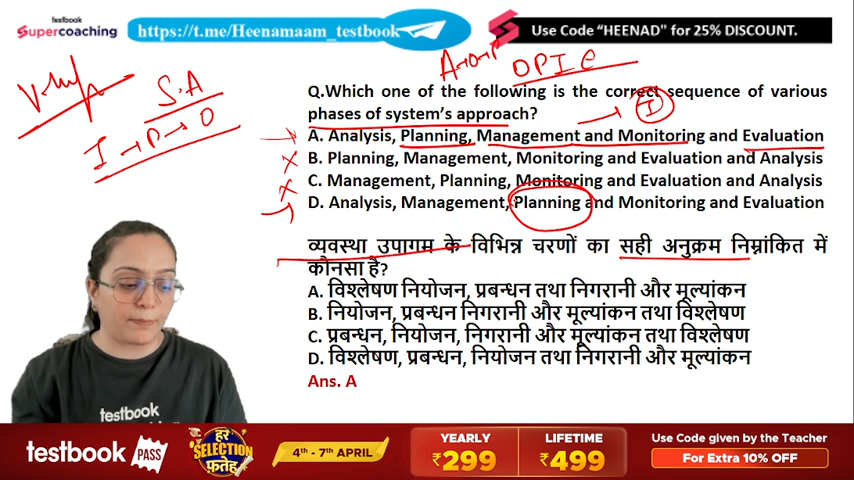 testbook
Supercoaching
https://t.me/Heenamaam_testbook
Use Code “HEENAD" for 25% DISCOUNT.
A→O→P
OPIE
S.A
I→P→O
I
Q.Which one of the following is the correct sequence of various
phases of system’s approach?
A. Analysis, Planning, Management and Monitoring and Evaluation
B. Planning, Management, Monitoring and Evaluation and Analysis
C. Management, Planning, Monitoring and Evaluation and Analysis
D. Analysis, Management, Planning and Monitoring and Evaluation
व्यवस्था उपागम के विभिन्न चरणों का सही अनुक्रम निम्नांकित में
कौनसा है?
A. विश्लेषण नियोजन, प्रबन्धन तथा निगरानी और मूल्यांकन
B. नियोजन, प्रबन्धन निगरानी और मूल्यांकन तथा विश्लेषण
C. प्रबन्धन, नियोजन, निगरानी और मूल्यांकन तथा विश्लेषण
D. विश्लेषण, प्रबन्धन, नियोजन तथा निगरानी और मूल्यांकन
Ans. A
testbook
testbook PASS
हर
SELECTION
फतेह
4th - 7th APRIL
YEARLY
₹299
LIFETIME
₹499
Use Code given by the Teacher
For Extra 10% OFF